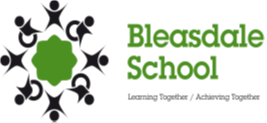 Bleasdale
School
Learning Together / Achieving Together